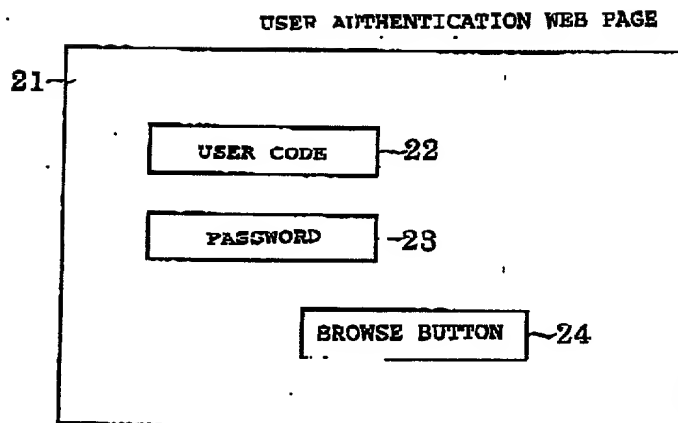 USER AUTHENTICATION WEB PAGE
21
USER CODE 22
PASSWORD 23
BROWSE BUTTON 24